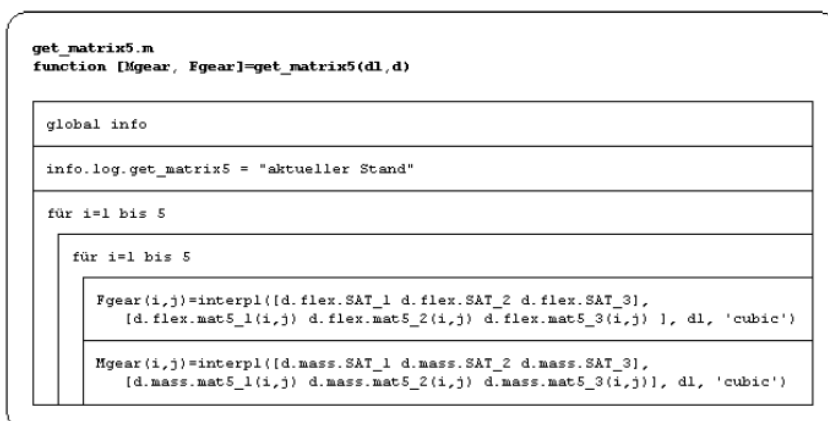 get_matrix5.m
function [Mgear, Fgear]=get_matrix5(dl,d)
global info
info.log.get_matrix5 = "aktueller Stand"
für i=1 bis 5
für i=1 bis 5
Fgear(i,j)=interpl([d.flex.SAT_1 d.flex.SAT_2 d.flex.SAT_3],
[d.flex.mat5_1(i,j) d.flex.mat5_2(i,j) d.flex.mat5_3(i,j) ], dl, 'cubic')
Mgear(i,j)=interpl([d.mass.SAT_1 d.mass.SAT_2 d.mass.SAT_3],
[d.mass.mat5_1(i,j) d.mass.mat5_2(i,j) d.mass.mat5_3(i,j)], dl, 'cubic')